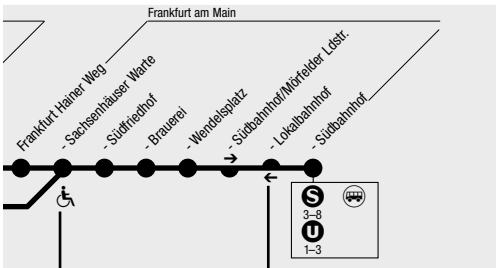 Frankfurt am Main
Frankfurt Hainer Weg
- Sachsenhäuser Warte
- Südfriedhof
- Brauerei
- Wendelsplatz
- Südbahnhof/Mörfelder Ldstr.
- Lokalbahnhof
- Südbahnhof
S
3–8
U
1–3